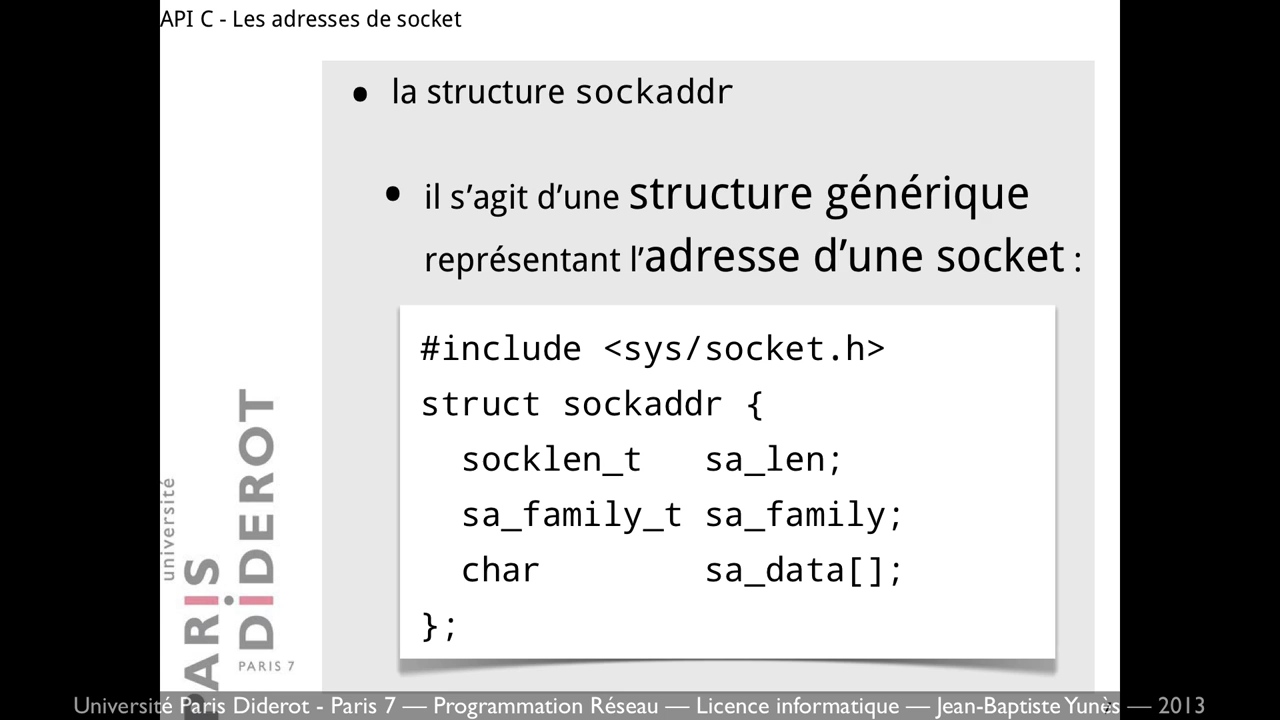 API C - Les adresses de socket
• la structure sockaddr
• il s’agit d’une structure générique
représentant l’adresse d’une socket :
#include <sys/socket.h>
struct sockaddr {
socklen_t sa_len;
sa_family_t sa_family;
char sa_data[];
};
université
PARIS
DIDEROT
PARIS 7
Université Paris Diderot - Paris 7 — Programmation Réseau — Licence informatique — Jean-Baptiste Yunès — 2013